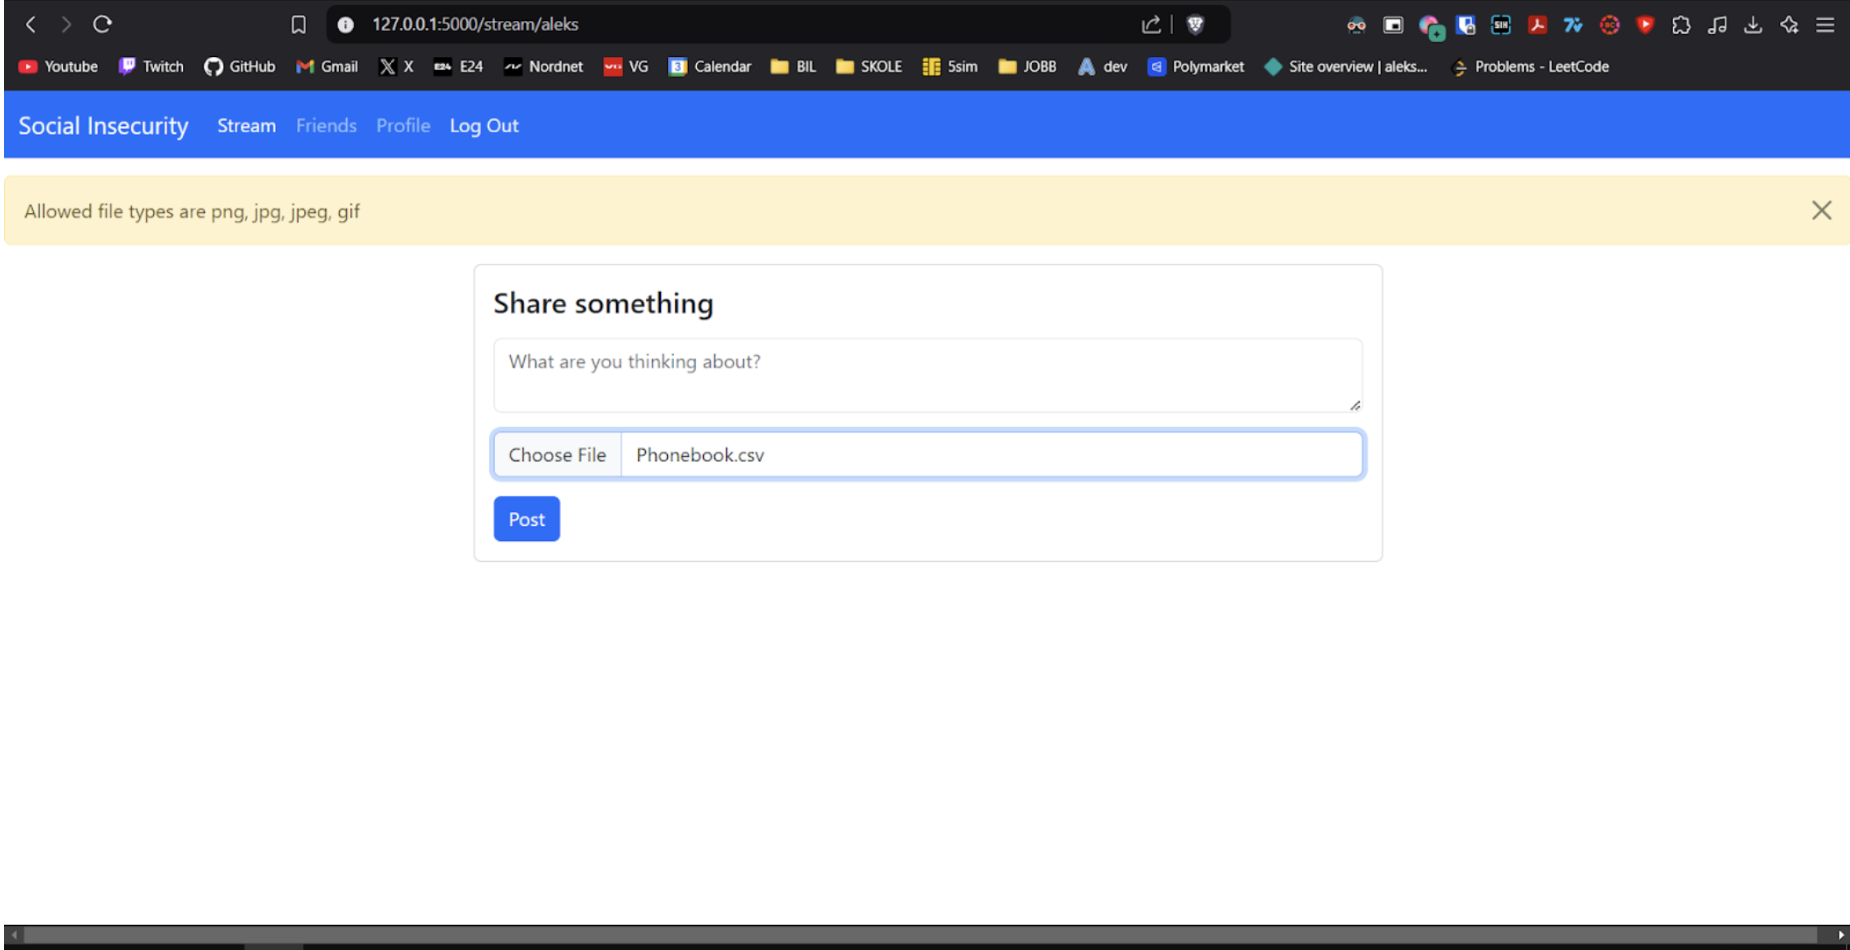 127.0.0.1:5000/stream/aleks
Youtube Twitch GitHub Gmail X E24 Nordnet VG Calendar BIL SKOLE 5sim JOBB dev Polymarket Site overview | aleks... Problems - LeetCode
Social Insecurity Stream Friends Profile Log Out
Allowed file types are png, jpg, jpeg, gif
Share something
What are you thinking about?
Choose File Phonebook.csv
Post